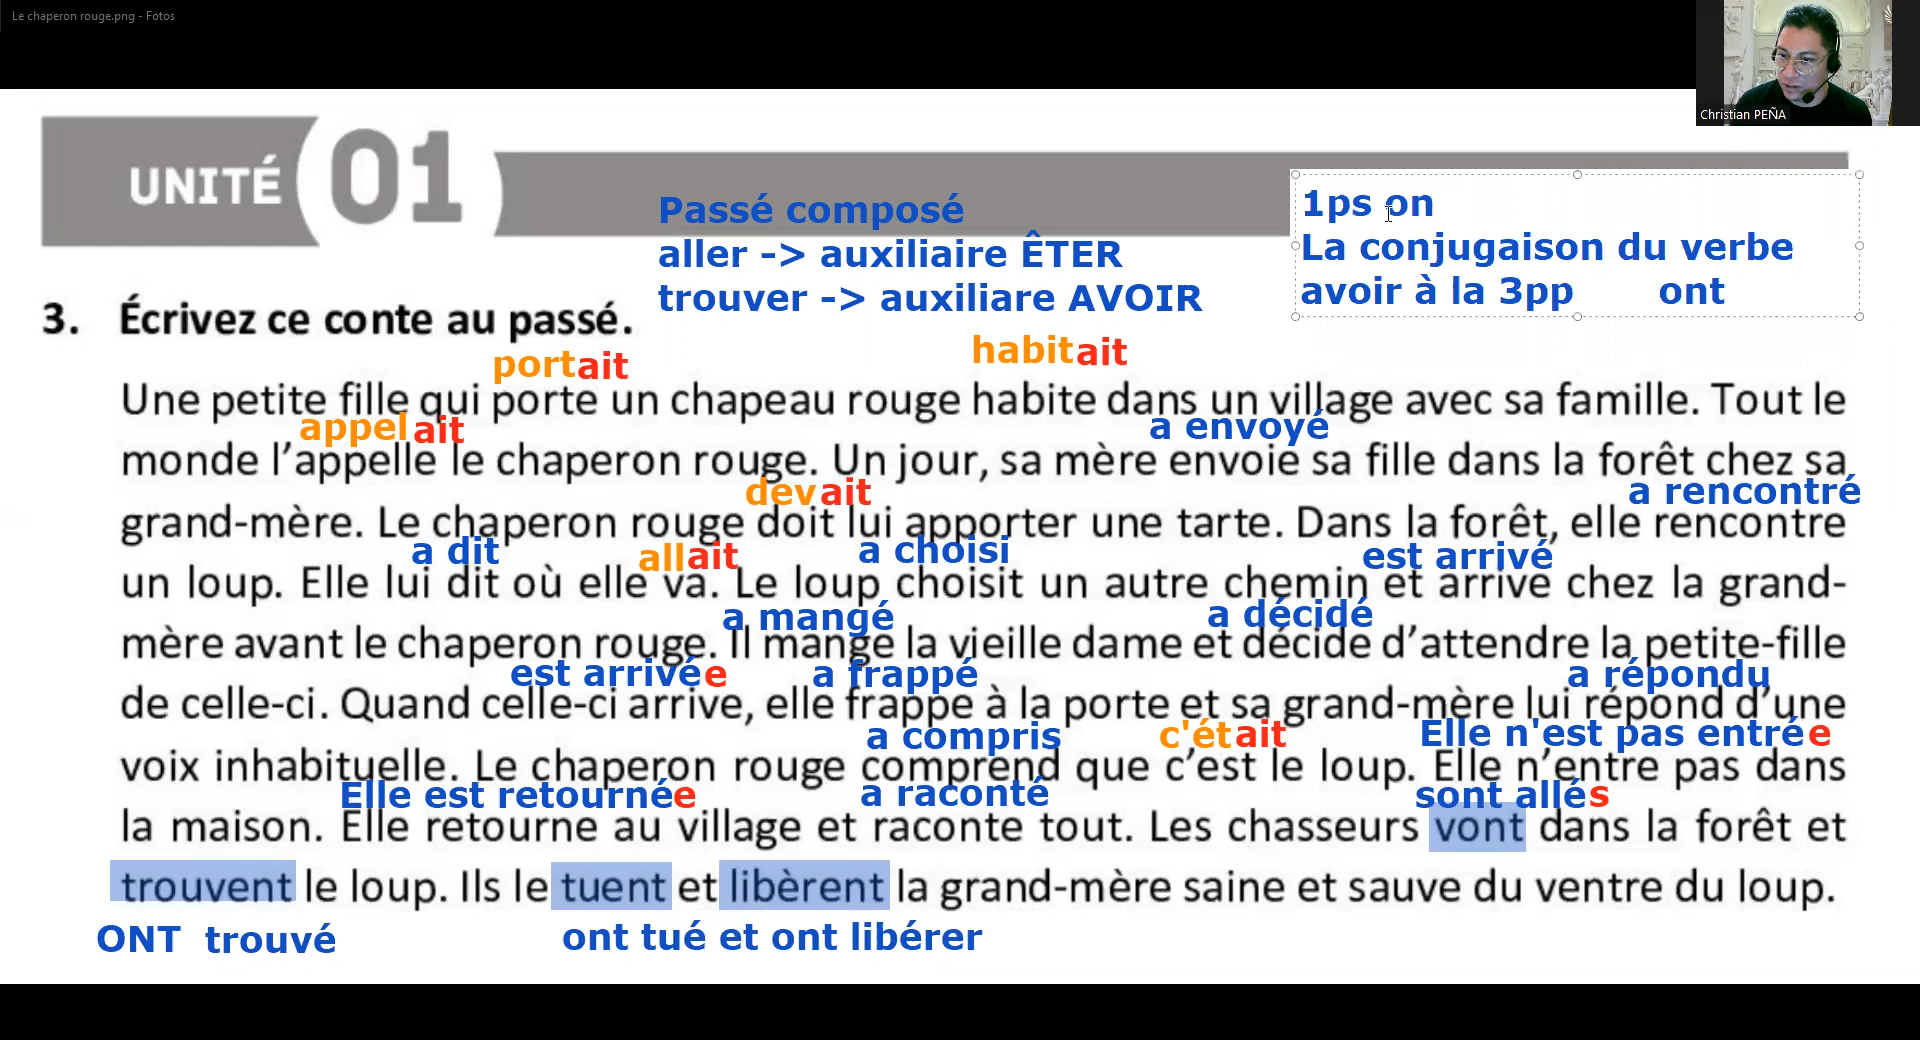 Le chaperon rouge.png - Fotos
Christian PEÑA
UNITÉ 01
Passé composé
aller -> auxiliaire ÊTER
trouver -> auxiliare AVOIR
1ps on
La conjugaison du verbe
avoir à la 3pp ont
3. Écrivez ce conte au passé.
portait habitait
Une petite fille qui porte un chapeau rouge habite dans un village avec sa famille. Tout le
appelait a envoyé
monde l'appelle le chaperon rouge. Un jour, sa mère envoie sa fille dans la forêt chez sa
devait a rencontré
grand-mère. Le chaperon rouge doit lui apporter une tarte. Dans la forêt, elle rencontre
a dit allait a choisi est arrivé
un loup. Elle lui dit où elle va. Le loup choisit un autre chemin et arrive chez la grand-
a mangé a décidé
mère avant le chaperon rouge. Il mange la vieille dame et décide d'attendre la petite-fille
est arrivée a frappé a répondu
de celle-ci. Quand celle-ci arrive, elle frappe à la porte et sa grand-mère lui répond d'une
a compris c'était Elle n'est pas entrée
voix inhabituelle. Le chaperon rouge comprend que c'est le loup. Elle n'entre pas dans
Elle est retournée a raconté sont allés
la maison. Elle retourne au village et raconte tout. Les chasseurs vont dans la forêt et
trouvent le loup. Ils le tuent et libèrent la grand-mère saine et sauve du ventre du loup.
ONT trouvé ont tué et ont libérer